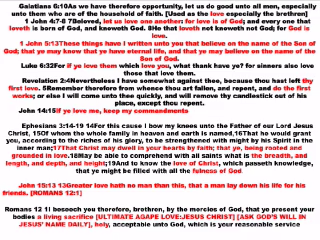 Galatians 6:10As we have therefore opportunity, let us do good unto all men, especially
unto them who are of the household of faith. [Used as the love especially the brethren]
1 John 4:7-8 7Beloved, let us love one another: for love is of God; and every one that
loveth is born of God, and knoweth God. 8He that loveth not knoweth not God; for God is
love.
1 John 5:13These things have I written unto you that believe on the name of the Son of
God; that ye may know that ye have eternal life, and that ye may believe on the name of the
Son of God.
Luke 6:32For if ye love them which love you, what thank have ye? for sinners also love
those that love them.
Revelation 2:4Nevertheless I have somewhat against thee, because thou hast left thy
first love. 5Remember therefore from whence thou art fallen, and repent, and do the first
works; or else I will come unto thee quickly, and will remove thy candlestick out of his
place, except thou repent.
John 14:15If ye love me, keep my commandments
Ephesians 3:14-19 14For this cause I bow my knees unto the Father of our Lord Jesus
Christ, 15Of whom the whole family in heaven and earth is named,16That he would grant
you, according to the riches of his glory, to be strengthened with might by his Spirit in the
inner man;17That Christ may dwell in your hearts by faith; that ye, being rooted and
grounded in love.18May be able to comprehend with all saints what is the breadth, and
length, and depth, and height;19And to know the love of Christ, which passeth knowledge,
that ye might be filled with all the fulness of God
John 15:13 13Greater love hath no man than this, that a man lay down his life for his
friends. [ROMANS 12:1]
Romans 12 1I beseech you therefore, brethren, by the mercies of God, that ye present your
bodies a living sacrifice [ULTIMATE AGAPE LOVE:JESUS CHRIST] [ASK GOD'S WILL IN
JESUS' NAME DAILY], holy, acceptable unto God, which is your reasonable service